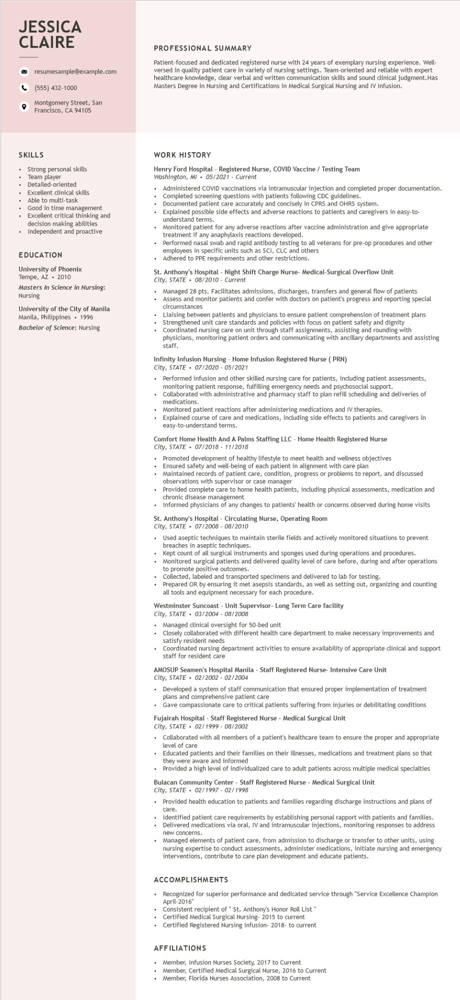 JESSICA
CLAIRE
resumesample@example.com
(555) 432-1000
Montgomery Street, San
Francisco, CA 94105
PROFESSIONAL SUMMARY
Patient-focused and dedicated registered nurse with 24 years of exemplary nursing experience. Well-
versed in quality patient care in variety of nursing settings. Team-oriented and reliable with expert
healthcare knowledge, clear verbal and written communication skills and sound clinical judgment.Has
Masters Degree in Nursing and Certifications in Medical Surgical Nursing and IV Infusion.
SKILLS
• Strong personal skills
• Team player
• Detailed-oriented
• Excellent clinical skills
• Able to multi-task
• Good in time management
• Excellent critical thinking and
decision making abilities
• Independent and proactive
EDUCATION
University of Phoenix
Tempe, AZ • 2010
Masters In Science in Nursing:
Nursing
University of the City of Manila
Manila, Philippines • 1996
Bachelor of Science: Nursing
WORK HISTORY
Henry Ford Hospital - Registered Nurse, COVID Vaccine / Testing Team
Washington, MI • 05/2021 - Current
• Administered COVID vaccinations via intramuscular injection and completed proper documentation.
• Completed screening questions with patients following CDC guidelines.
• Documented patient care accurately and concisely in CPRS and OHRS system.
• Explained possible side effects and adverse reactions to patients and caregivers in easy-to-
understand terms.
• Monitored patient for any adverse reactions after vaccine administration and give appropriate
treatment if any anaphylaxis reactions developed.
• Performed nasal swab and rapid antibody testing to all veterans for pre-op procedures and other
employees in specific units such as SCI, CLC and others
• Adhered to PPE requirements and other restrictions.
St. Anthony's Hospital - Night Shift Charge Nurse- Medical-Surgical Overflow Unit
City, STATE • 08/2010 - Current
• Managed 28 pts. Facilitates admissions, discharges, transfers and general flow of patients
• Assess and monitor patients and confer with doctors on patient's progress and reporting special
circumstances
• Liaising between patients and physicians to ensure patient comprehension of treatment plans
• Strengthened unit care standards and policies with focus on patient safety and dignity
• Coordinated nursing care on unit through staff assignments, assisting and rounding with
physicians, monitoring patient orders and communicating with ancillary departments and assisting
staff.
Infinity Infusion Nursing - Home Infusion Registered Nurse ( PRN)
City, STATE • 07/2020 - 05/2021
• Performed infusion and other skilled nursing care for patients, including patient assessments,
monitoring patient response, fulfilling emergency needs and psychosocial support.
• Collaborated with administrative and pharmacy staff to plan refill scheduling and deliveries of
medications.
• Monitored patient reactions after administering medications and IV therapies.
• Explained course of care and medications, including side effects to patients and caregivers in
easy-to-understand terms.
Comfort Home Health And A Palms Staffing LLC - Home Health Registered Nurse
City, STATE • 07/2018 - 11/2018
• Promoted development of healthy lifestyle to meet health and wellness objectives
• Ensured safety and well-being of each patient in alignment with care plan
• Maintained records of patient care, condition, progress or problems to report, and discussed
observations with supervisor or case manager
• Provided complete care to home health patients, including physical assessments, medication and
chronic disease management
• Informed physicians of any changes to patients' health or concerns observed during home visits
St. Anthony's Hospital - Circulating Nurse, Operating Room
City, STATE • 07/2008 - 08/2010
• Used aseptic techniques to maintain sterile fields and actively monitored situations to prevent
breaches in aseptic techniques.
• Kept count of all surgical instruments and sponges used during operations and procedures.
• Monitored surgical patients and delivered quality level of care before, during and after operations
to promote positive outcomes.
• Collected, labeled and transported specimens and delivered to lab for testing.
• Prepared OR by ensuring it met asepsis standards, as well as setting out, organizing and counting
all tools and equipment necessary for each procedure.
Westminster Suncoast - Unit Supervisor- Long Term Care facility
City, STATE • 03/2004 - 08/2008
• Managed clinical oversight for 50-bed unit
• Closely collaborated with different health care department to make necessary improvements and
satisfy resident needs
• Coordinated nursing department activities to ensure availability of appropriate clinical and support
staff for resident care
AMOSUP Seamen's Hospital Manila - Staff Registered Nurse- Intensive Care Unit
City, STATE • 02/2002 - 02/2004
• Developed a system of staff communication that ensured proper implementation of treatment
plans and comprehensive patient care
• Gave compassionate care to critical patients suffering from injuries or debilitating conditions
Fujairah Hospital - Staff Registered Nurse - Medical Surgical Unit
City, STATE • 02/1999 - 08/2002
• Collaborated with all members of a patient's healthcare team to ensure the proper and appropriate
level of care
• Educated patients and their families on their illnesses, medications and treatment plans so that
they were aware and informed
• Provided a high level of individualized care to adult patients across multiple medical specialties
Bulacan Community Center - Staff Registered Nurse - Medical Surgical Unit
City, STATE • 02/1997 - 02/1998
• Provided health education to patients and families regarding discharge instructions and plans of
care.
• Identified patient care requirements by establishing personal rapport with patients and families.
• Delivered medications via oral, IV and intramuscular injections, monitoring responses to address
new concerns.
• Managed elements of patient care, from admission to discharge or transfer to other units, using
nursing expertise to conduct assessments, administer medications, initiate nursing and emergency
interventions, contribute to care plan development and educate patients.
ACCOMPLISHMENTS
• Recognized for superior performance and dedicated service through "Service Excellence Champion
April-2016"
• Consistent recipient of " St. Anthony's Honor Roll List "
• Certified Medical Surgical Nursing- 2015 to current
• Certified Registered Nursing Infusion- 2018- to current
AFFILIATIONS
• Member, Infusion Nurses Society, 2017 to Current
• Member, Certified Medical Surgical Nurse, 2016 to Current
• Member, Florida Nurses Association, 2008 to Current